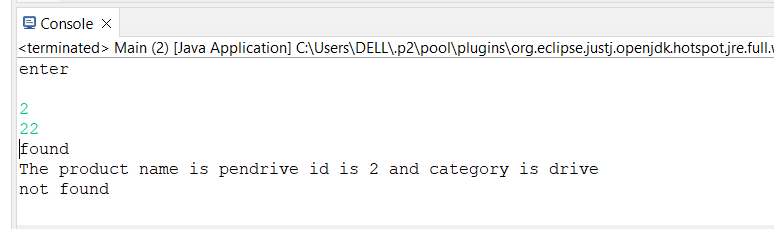 Console
<terminated> Main (2) [Java Application] C:\Users\DELL\.p2\pool\plugins\org.eclipse.justj.openjdk.hotspot.jre.full.
enter
2
22
found
The product name is pendrive id is 2 and category is drive
not found